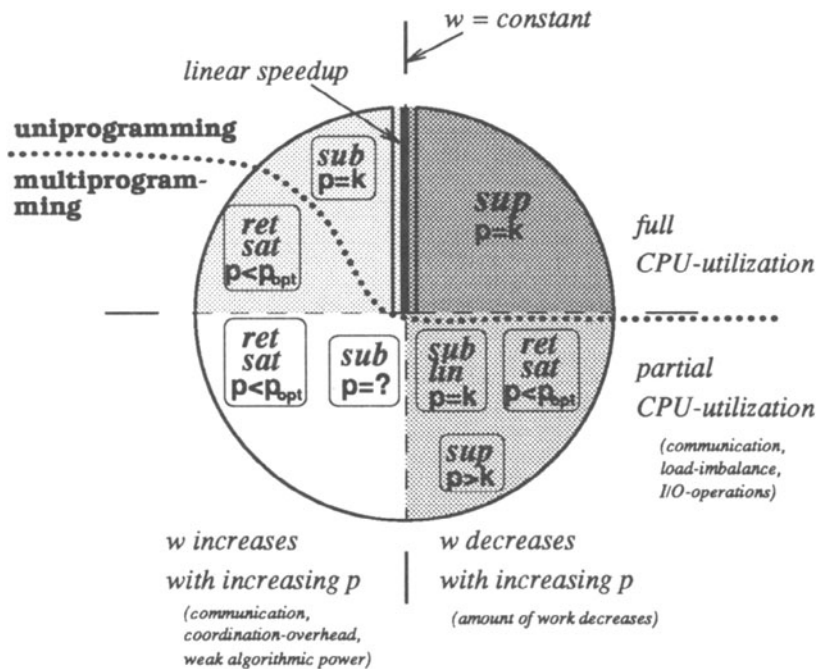 w = constant
linear speedup
uniprogramming
multiprogram-
ming
sub
p=k
ret
sat
p<p_opt
sup
p=k
full
CPU-utilization
ret
sat
p<p_opt
sub
p=?
sub
lin
p=k
ret
sat
p<p_opt
sup
p>k
partial
CPU-utilization
(communication,
load-imbalance,
I/O-operations)
w increases
with increasing p
(communication,
coordination-overhead,
weak algorithmic power)
w decreases
with increasing p
(amount of work decreases)